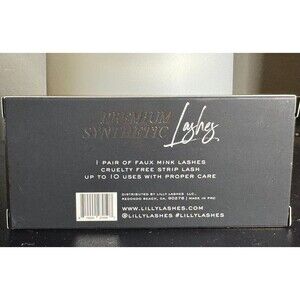 PREMIUM
SYNTHETIC Lashes
1 PAIR OF FAUX MINK LASHES
CRUELTY FREE STRIP LASH
UP TO 10 USES WITH PROPER CARE
DISTRIBUTED BY LILLY LASHES LLC.
REDONDO BEACH, CA. 90278 | MADE IN PRC
WWW.LILLYLASHES.COM
@LILLYLASHES #LILLYLASHES